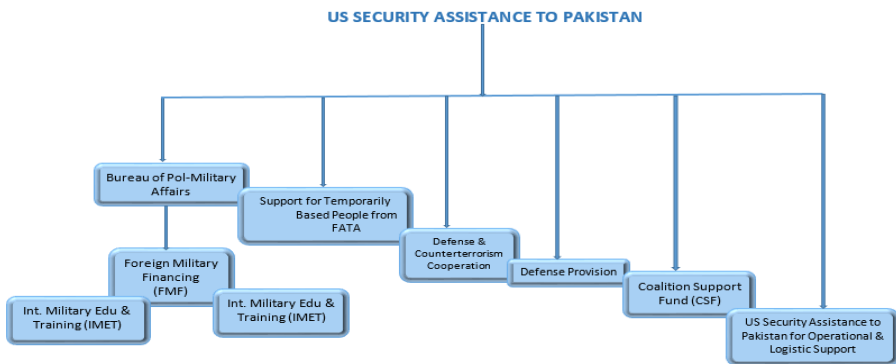 US SECURITY ASSISTANCE TO PAKISTAN
Bureau of Pol-Military
Affairs
Support for Temporarily
Based People from
FATA
Defense &
Counterterrorism
Cooperation
Defense Provision
Coalition Support
Fund (CSF)
US Security Assistance to
Pakistan for Operational &
Logistic Support
Foreign Military
Financing
(FMF)
Int. Military Edu &
Training (IMET)
Int. Military Edu &
Training (IMET)